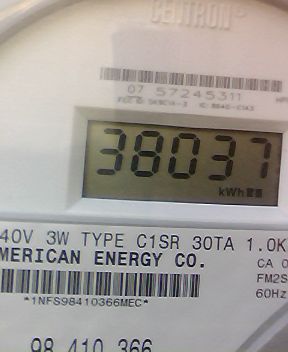 CENTRON®
07 57245311
38037
kWh
40V 3W TYPE C1SR 30TA 1.0K
MERICAN ENERGY CO.
CA 0
FM2S
60Hz
*1NFS98410366MEC*
98 410 366